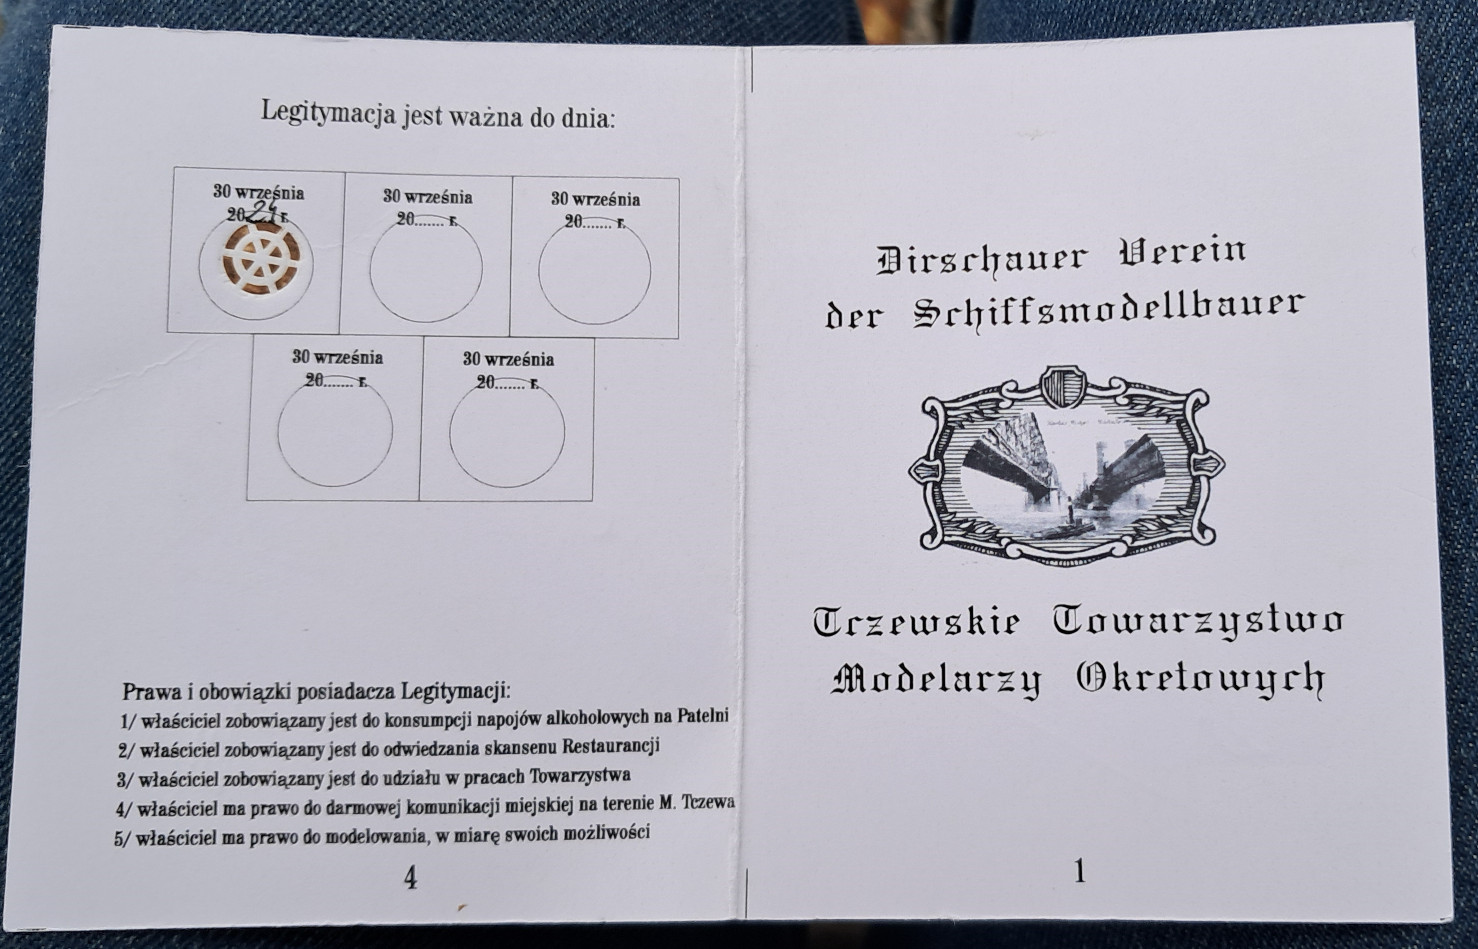 Legitymacja jest ważna do dnia:
30 września
2024 r.
30 września
20....... r.
30 września
20....... r.
30 września
20....... r.
30 września
20....... r.
Prawa i obowiązki posiadacza Legitymacji:
1/ właściciel zobowiązany jest do konsumpcji napojów alkoholowych na Patelni
2/ właściciel zobowiązany jest do odwiedzania skansenu Restaurancji
3/ właściciel zobowiązany jest do udziału w pracach Towarzystwa
4/ właściciel ma prawo do darmowej komunikacji miejskiej na terenie M. Tczewa
5/ właściciel ma prawo do modelowania, w miarę swoich możliwości
4
Dirschauer Verein
der Schiffsmodellbauer
Tczewskie Towarzystwo
Modelarzy Okretowych
1